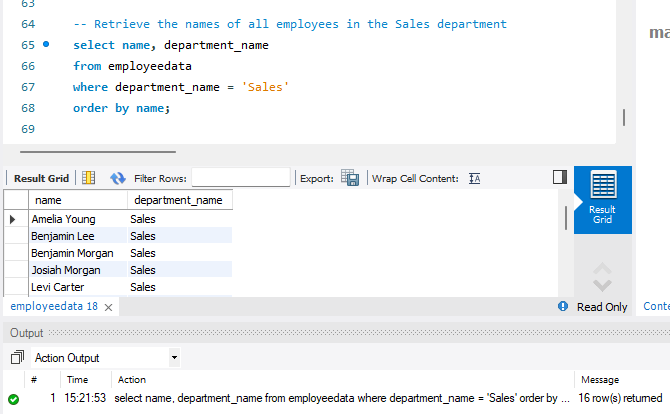 63
64 -- Retrieve the names of all employees in the Sales department
65 select name, department_name
66 from employeedata
67 where department_name = 'Sales'
68 order by name;
69
ma
Result Grid Filter Rows: Export: Wrap Cell Content:
name department_name
Amelia Young Sales
Benjamin Lee Sales
Benjamin Morgan Sales
Josiah Morgan Sales
Levi Carter Sales
Result
Grid
employeedata 18 Read Only Conte
Output
Action Output
# Time Action Message
1 15:21:53 select name, department_name from employeedata where department_name = 'Sales' order by ... 16 row(s) returned